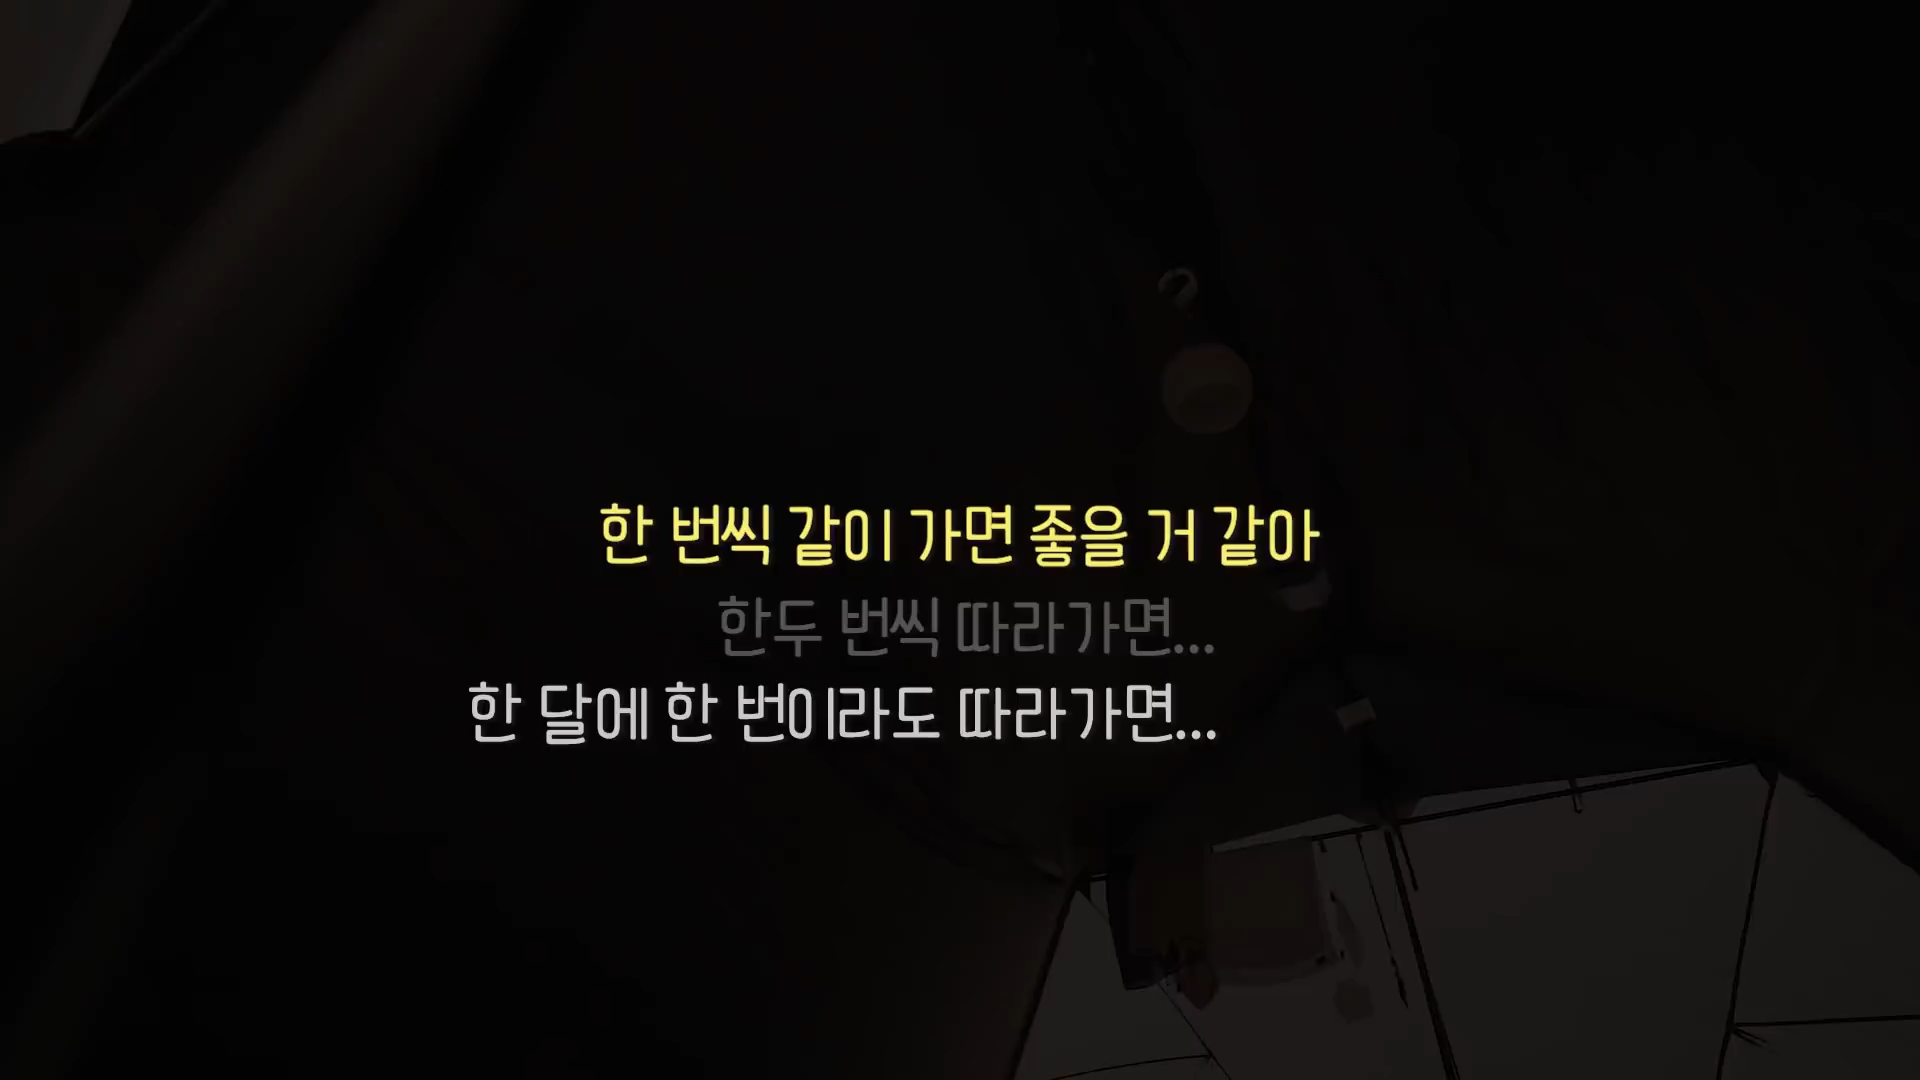 한 번씩 같이 가면 좋을 거 같아
한두 번씩 따라가면...
한 달에 한 번이라도 따라가면...